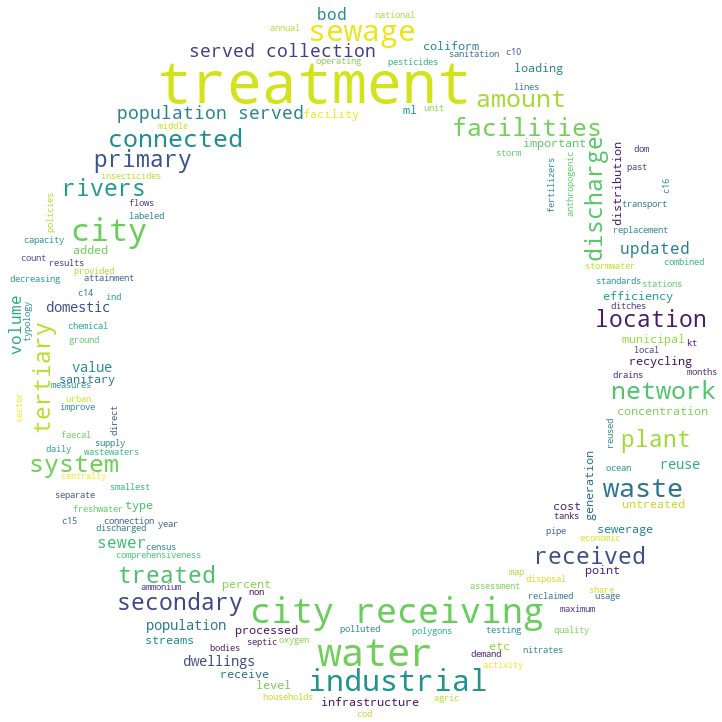 bod
national
annual
sewage
served collection
coliform
sanitation
c10
operating
pesticides
loading
treatment
lines
amount
population served
facility
ml
unit
middle
connected
facilities
important
primary
storm
discharge
distribution
dom
past
insecticides
fertilizers
anthropogenic
c16
rivers
flows
policies
labeled
transport
city
replacement
capacity
added
updated
count
results
provided
stormwater
combined
decreasing
attainment
standards
stations
c14
ind
efficiency
volume
typology
domestic
ditches
location
chemical
ground
municipal
kt
local
tertiary
value
recycling
sanitary
drains
months
measures
network
sector
urban
improve
direct
concentration
faecal
reused
supply
plant
daily
wastewaters
system
reuse
centrally
ocean
generation
smallest
waste
separate
freshwater
type
cost
untreated
c15
connection
year
tanks
discharged
pipe
sewerage
sewer
census
economic
comprehensiveness
received
treated
percent
map
point
ammonium
non
assessment
disposal
share
secondary
reclaimed
usage
city receiving
maximum
population
processed
polluted
polygons
testing
quality
streams
septic
oxygen
nitrates
bodies
water
etc
dwellings
demand
activity
receive
industrial
level
households
infrastructure
agric
cod